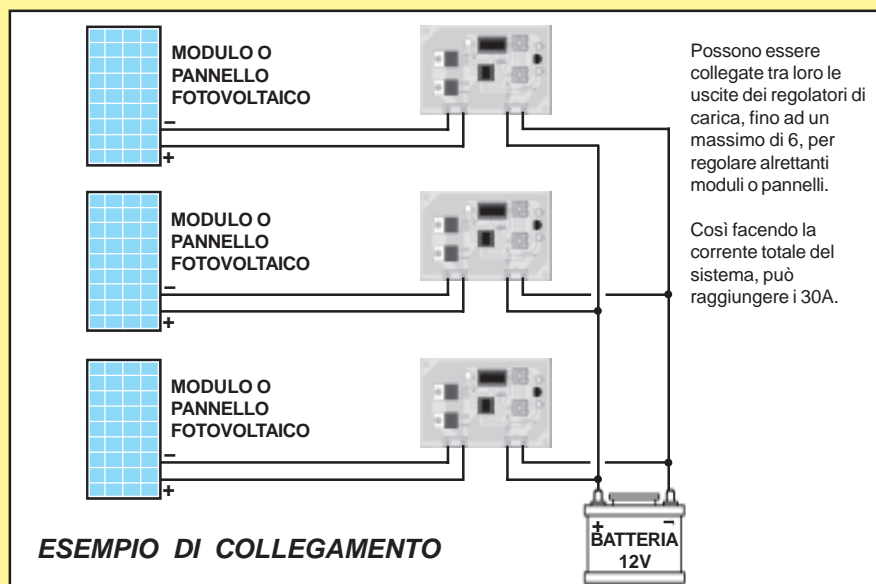 MODULO O
PANNELLO
FOTOVOLTAICO
–
+
Possono essere
collegate tra loro le
uscite dei regolatori di
carica, fino ad un
massimo di 6, per
regolare alrettanti
moduli o pannelli.
Così facendo la
corrente totale del
sistema, può
raggiungere i 30A.
MODULO O
PANNELLO
FOTOVOLTAICO
–
+
MODULO O
PANNELLO
FOTOVOLTAICO
–
+
+ –
BATTERIA
12V
ESEMPIO DI COLLEGAMENTO